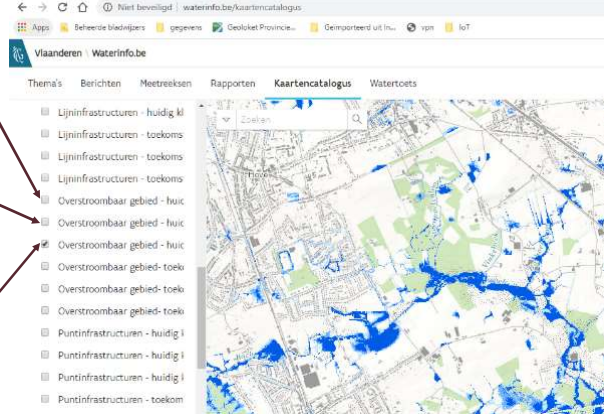 Niet beveiligd | waterinfo.be/kaartencatalogus
Apps Beheerde bladwijzers gegevens Geoloket Provincie... Geïmporteerd uit In... vpn IoT
Vlaanderen \ Waterinfo.be
Thema's Berichten Meetreeksen Rapporten Kaartencatalogus Watertoets
Zoeken
Lijninfrastructuren - huidig kl
Lijninfrastructuren - toekoms
Lijninfrastructuren - toekoms
Lijninfrastructuren - toekoms
Overstroombaar gebied - huic
Overstroombaar gebied - huic
Overstroombaar gebied - huic
Overstroombaar gebied- toek
Overstroombaar gebied- toek
Overstroombaar gebied- toek
Puntinfrastructuren - huidig k
Puntinfrastructuren - huidig k
Puntinfrastructuren - huidig k
Puntinfrastructuren - toekom